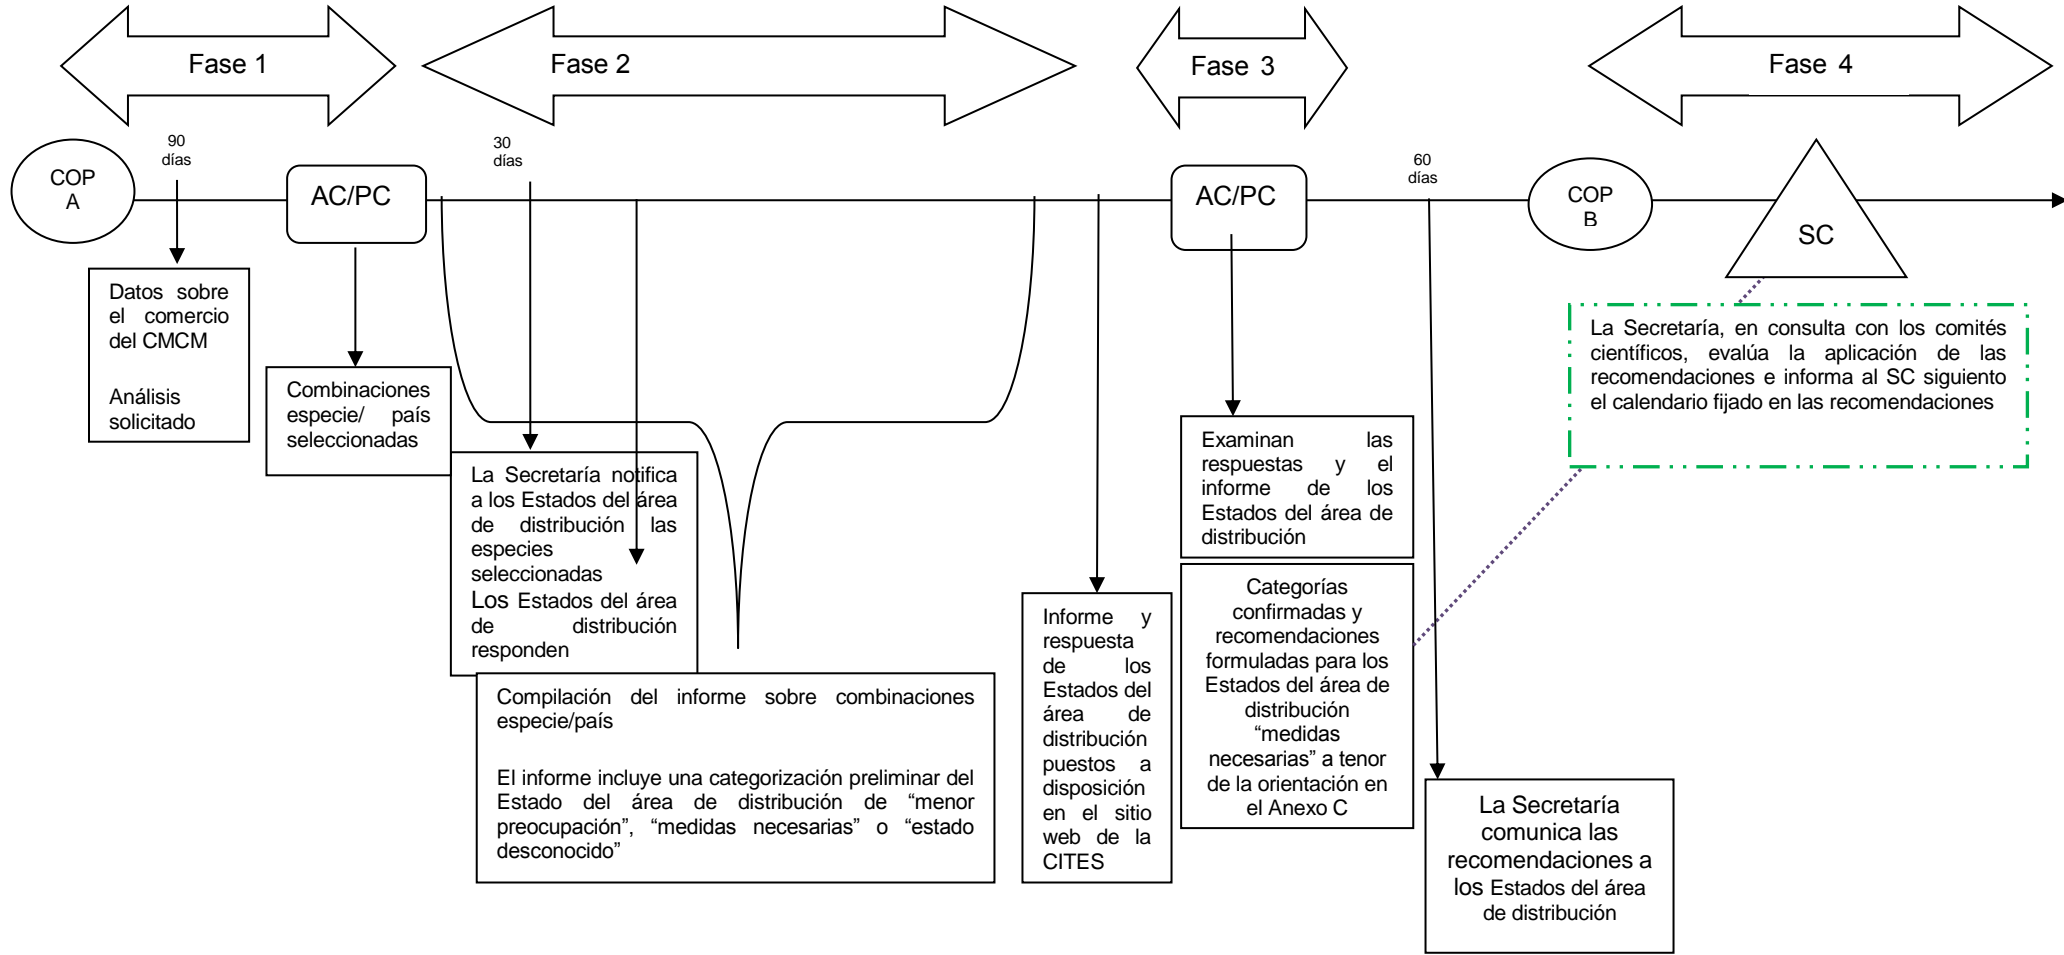 Fase 1
Fase 2
Fase 3
Fase 4
90
días
30
días
60
días
COP
A
AC/PC
AC/PC
COP
B
SC
Datos sobre
el comercio
del CMCM
Análisis
solicitado
Combinaciones
especie/ país
seleccionadas
La Secretaría notifica
a los Estados del área
de distribución las
especies
seleccionadas
Los Estados del área
de distribución
responden
Compilación del informe sobre combinaciones
especie/país
El informe incluye una categorización preliminar del
Estado del área de distribución de “menor
preocupación”, “medidas necesarias” o “estado
desconocido”
Informe y
respuesta
de los
Estados del
área de
distribución
puestos a
disposición
en el sitio
web de la
CITES
Examinan las
respuestas y el
informe de los
Estados del área de
distribución
Categorías
confirmadas y
recomendaciones
formuladas para los
Estados del área de
distribución
“medidas
necesarias” a tenor
de la orientación en
el Anexo C
La Secretaría
comunica las
recomendaciones a
los Estados del área
de distribución
La Secretaría, en consulta con los comités
científicos, evalúa la aplicación de las
recomendaciones e informa al SC siguiento
el calendario fijado en las recomendaciones